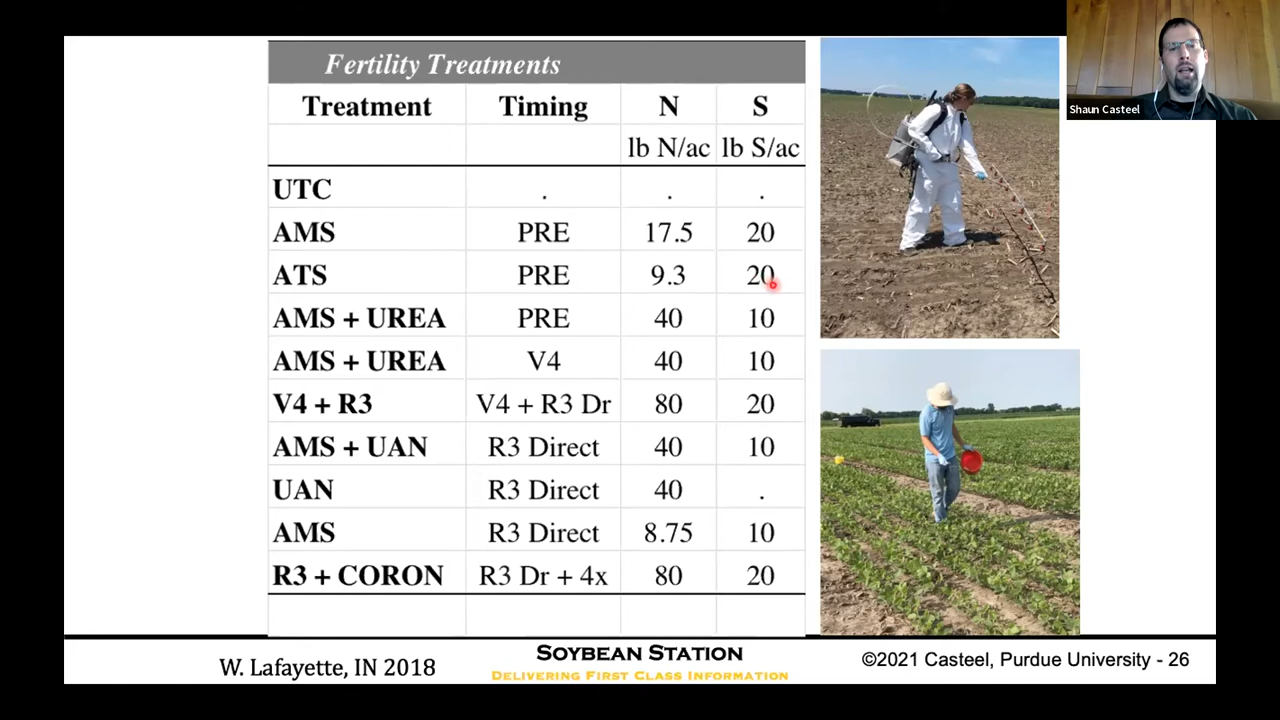 Fertility Treatments
Treatment Timing N S
lb N/ac lb S/ac
UTC . . .
AMS PRE 17.5 20
ATS PRE 9.3 20
AMS + UREA PRE 40 10
AMS + UREA V4 40 10
V4 + R3 V4 + R3 Dr 80 20
AMS + UAN R3 Direct 40 10
UAN R3 Direct 40 .
AMS R3 Direct 8.75 10
R3 + CORON R3 Dr + 4x 80 20
Shaun Casteel
W. Lafayette, IN 2018
SOYBEAN STATION
DELIVERING FIRST CLASS INFORMATION
©2021 Casteel, Purdue University - 26